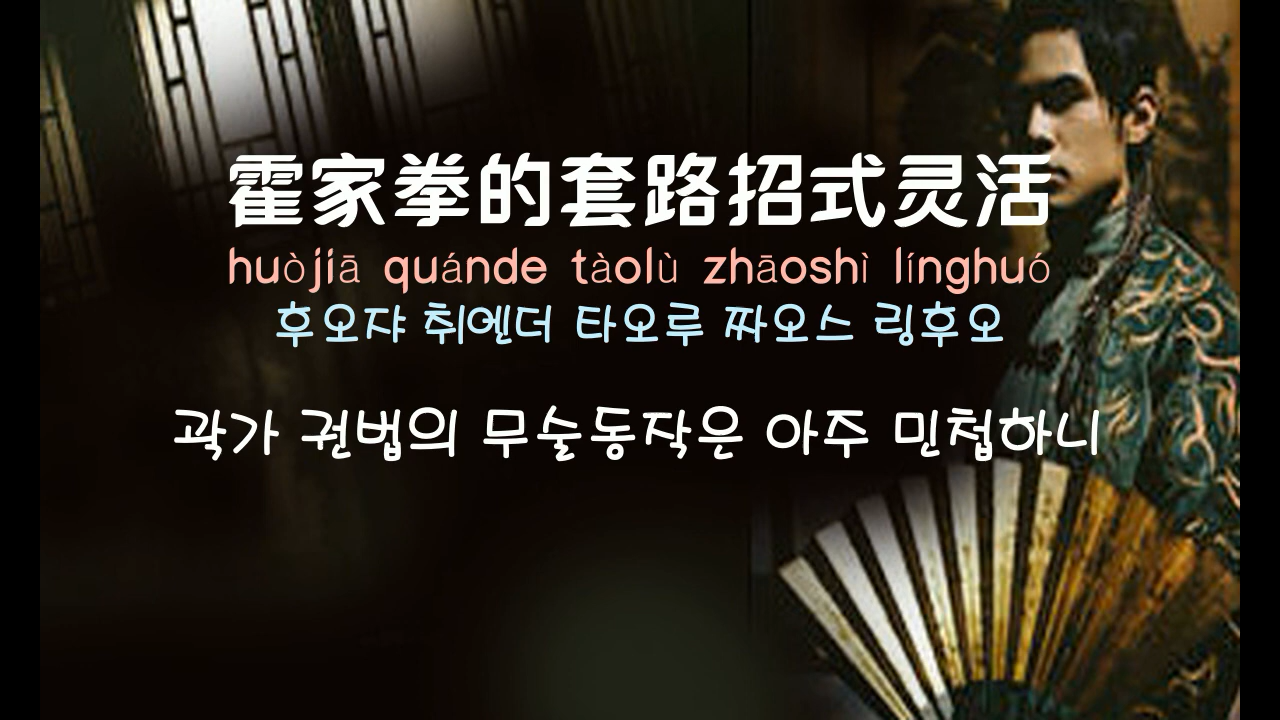 霍家拳的套路招式灵活
huòjiā quánde tàolù zhāoshì línghuó
후오쟈 취엔더 타오루 짜오스 링후오
곽가 권법의 무술동작은 아주 민첩하니